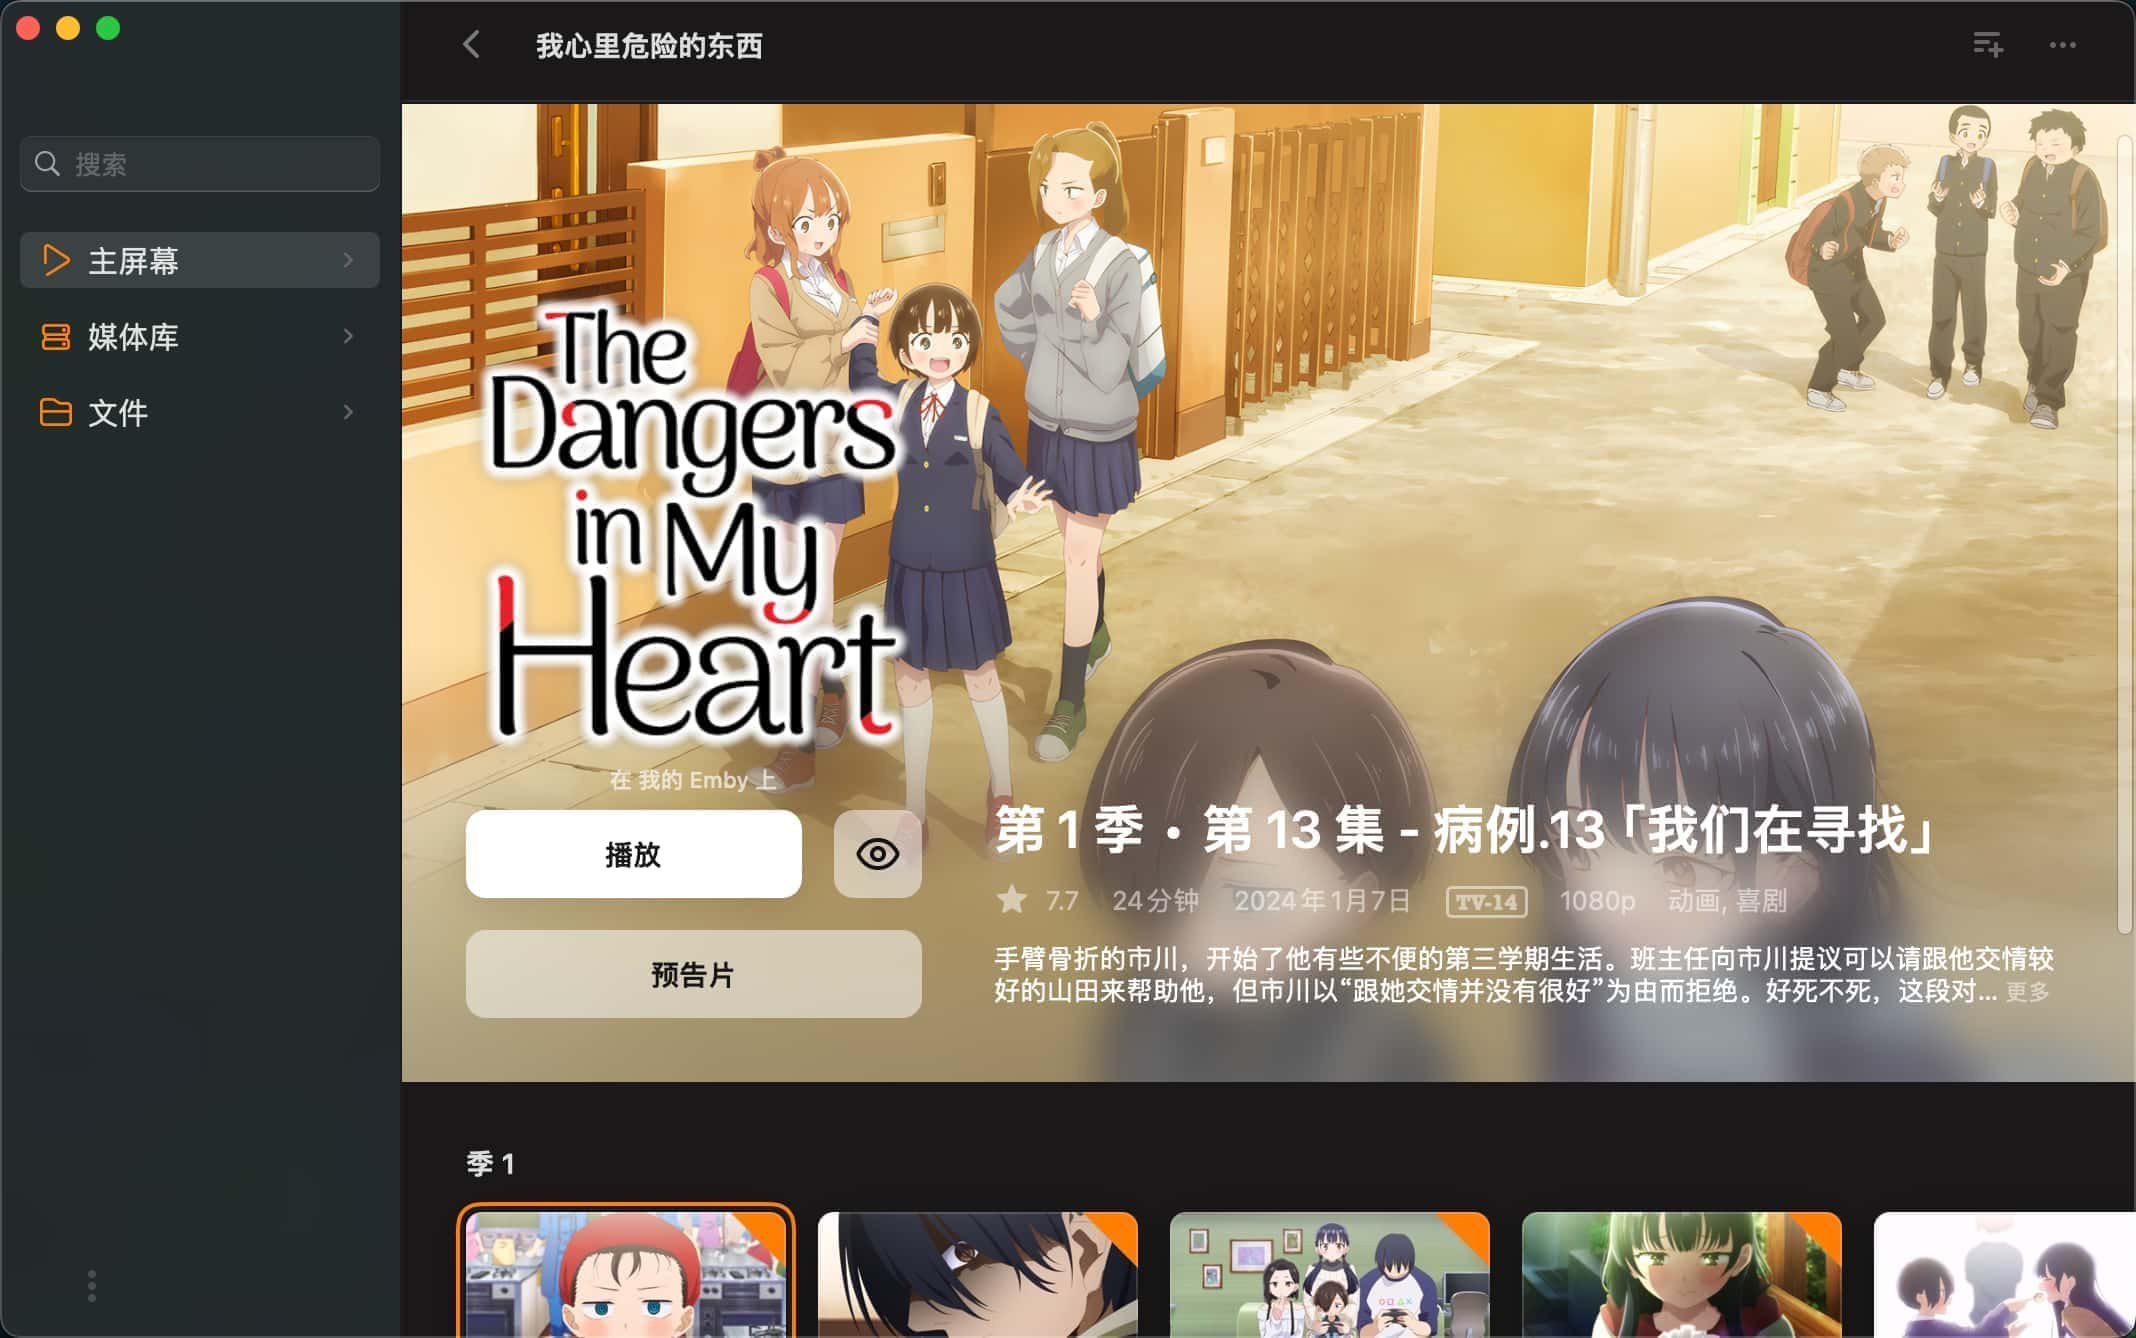 我心里危险的东西
搜索
主屏幕
媒体库
文件
The
Dangers
in My
Heart
在 我的 Emby 上
播放
预告片
第 1 季 • 第 13 集 - 病例.13「我们在寻找」
7.7 24分钟 2024年1月7日 TV-14 1080p 动画, 喜剧
手臂骨折的市川，开始了他有些不便的第三学期生活。班主任向市川提议可以请跟他交情较
好的山田来帮助他，但市川以“跟她交情并没有很好”为由而拒绝。好死不死，这段对... 更多
季 1